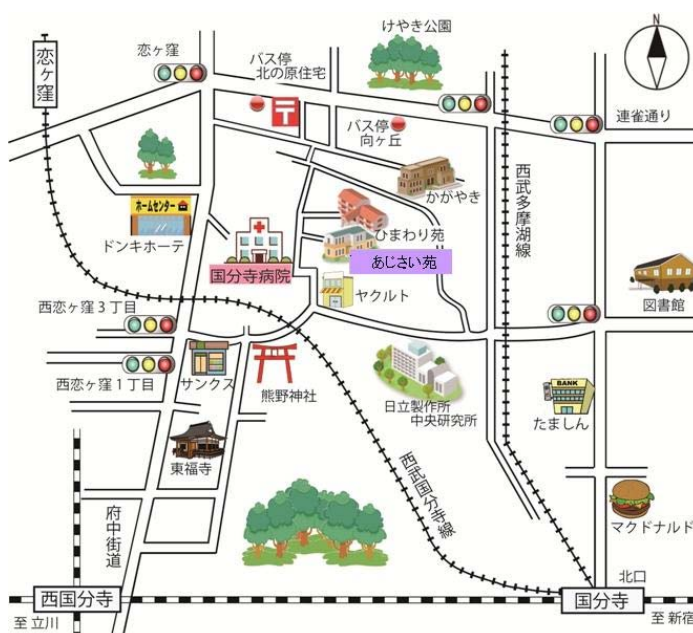 けやき公園
N
恋ヶ窪
恋ヶ窪
バス停
北の原住宅
〒
バス停
向ヶ丘
連雀通り
かがやき
西武多摩湖線
ホームセンター
ドンキホーテ
ひまわり苑
あじさい苑
国分寺病院
図書館
ヤクルト
西恋ヶ窪3丁目
西恋ヶ窪1丁目
サンクス
熊野神社
日立製作所
中央研究所
BANK
たましん
東福寺
西武国分寺線
マクドナルド
府中街道
北口
西国分寺
国分寺
至 立川
至 新宿